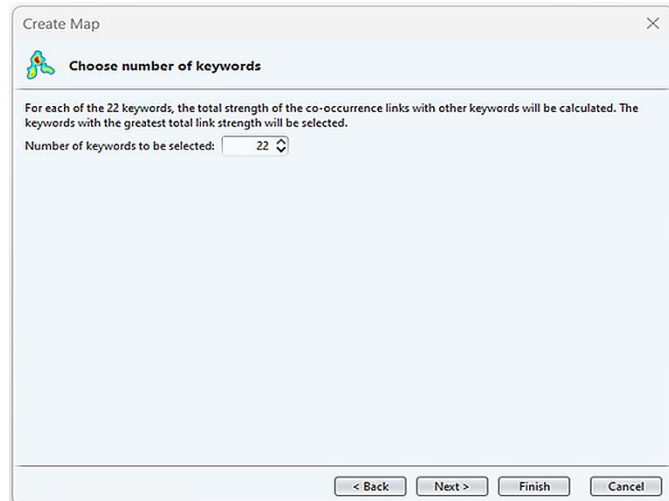 Create Map
Choose number of keywords
For each of the 22 keywords, the total strength of the co-occurrence links with other keywords will be calculated. The
keywords with the greatest total link strength will be selected.
Number of keywords to be selected: 22
< Back Next > Finish Cancel